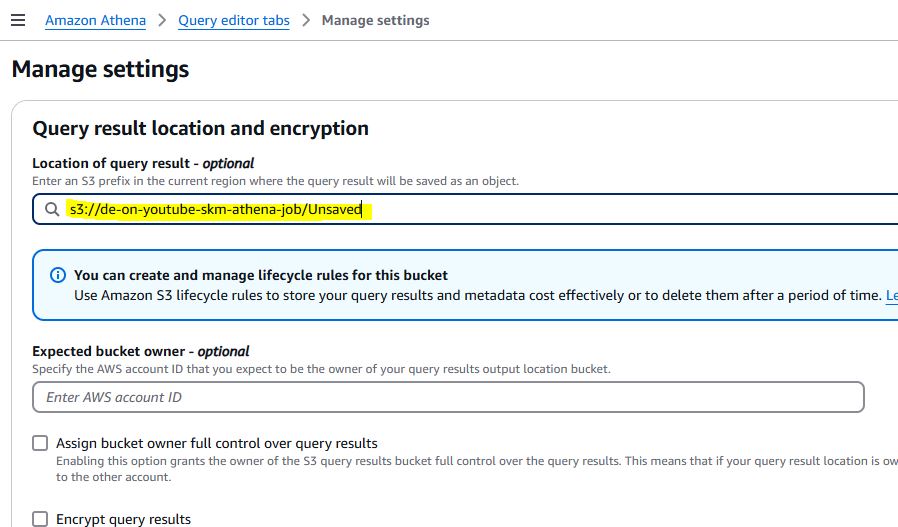 Amazon Athena > Query editor tabs > Manage settings
Manage settings
Query result location and encryption
Location of query result - optional
Enter an S3 prefix in the current region where the query result will be saved as an object.
s3://de-on-youtube-skm-athena-job/Unsaved
You can create and manage lifecycle rules for this bucket
Use Amazon S3 lifecycle rules to store your query results and metadata cost effectively or to delete them after a period of time. Le
Expected bucket owner - optional
Specify the AWS account ID that you expect to be the owner of your query results output location bucket.
Enter AWS account ID
Assign bucket owner full control over query results
Enabling this option grants the owner of the S3 query results bucket full control over the query results. This means that if your query result location is ow
to the other account.
Encrypt query results